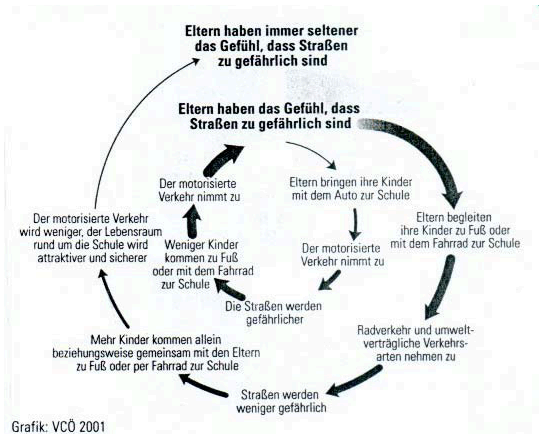 Eltern haben immer seltener
das Gefühl, dass Straßen
zu gefährlich sind
Eltern haben das Gefühl, dass
Straßen zu gefährlich sind
Eltern bringen ihre Kinder
mit dem Auto zur Schule
Der motorisierte
Verkehr nimmt zu
Die Straßen werden
gefährlicher
Weniger Kinder
kommen zu Fuß
oder mit dem Fahrrad
zur Schule
Der motorisierte
Verkehr nimmt zu
Eltern begleiten
ihre Kinder zu Fuß oder
mit dem Fahrrad zur Schule
Radverkehr und umwelt-
verträgliche Verkehrs-
arten nehmen zu
Straßen werden
weniger gefährlich
Mehr Kinder kommen allein
beziehungsweise gemeinsam mit den Eltern
zu Fuß oder per Fahrrad zur Schule
Der motorisierte Verkehr
wird weniger, der Lebensraum
rund um die Schule wird
attraktiver und sicherer
Grafik: VCÖ 2001